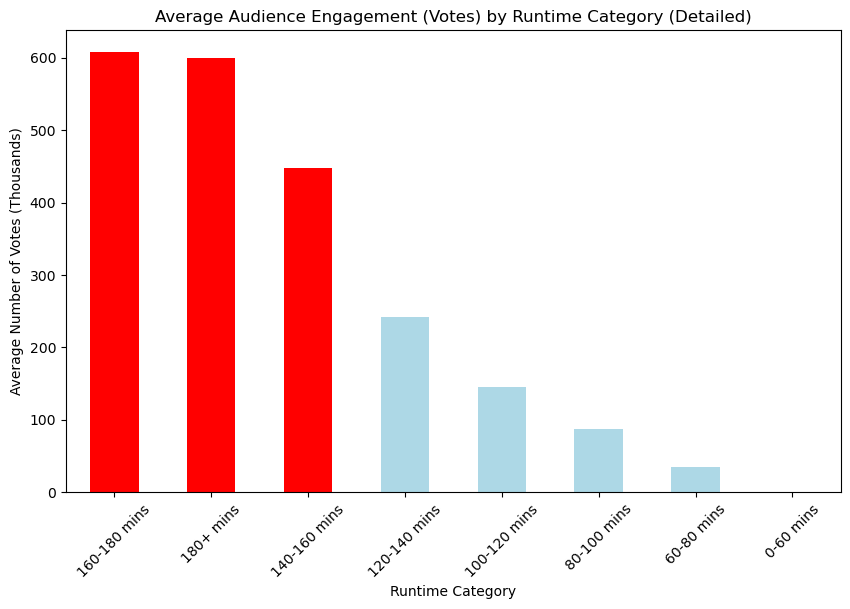 Average Audience Engagement (Votes) by Runtime Category (Detailed)
Average Number of Votes (Thousands)
600
500
400
300
200
100
0
160-180 mins
180+ mins
140-160 mins
120-140 mins
100-120 mins
80-100 mins
60-80 mins
0-60 mins
Runtime Category